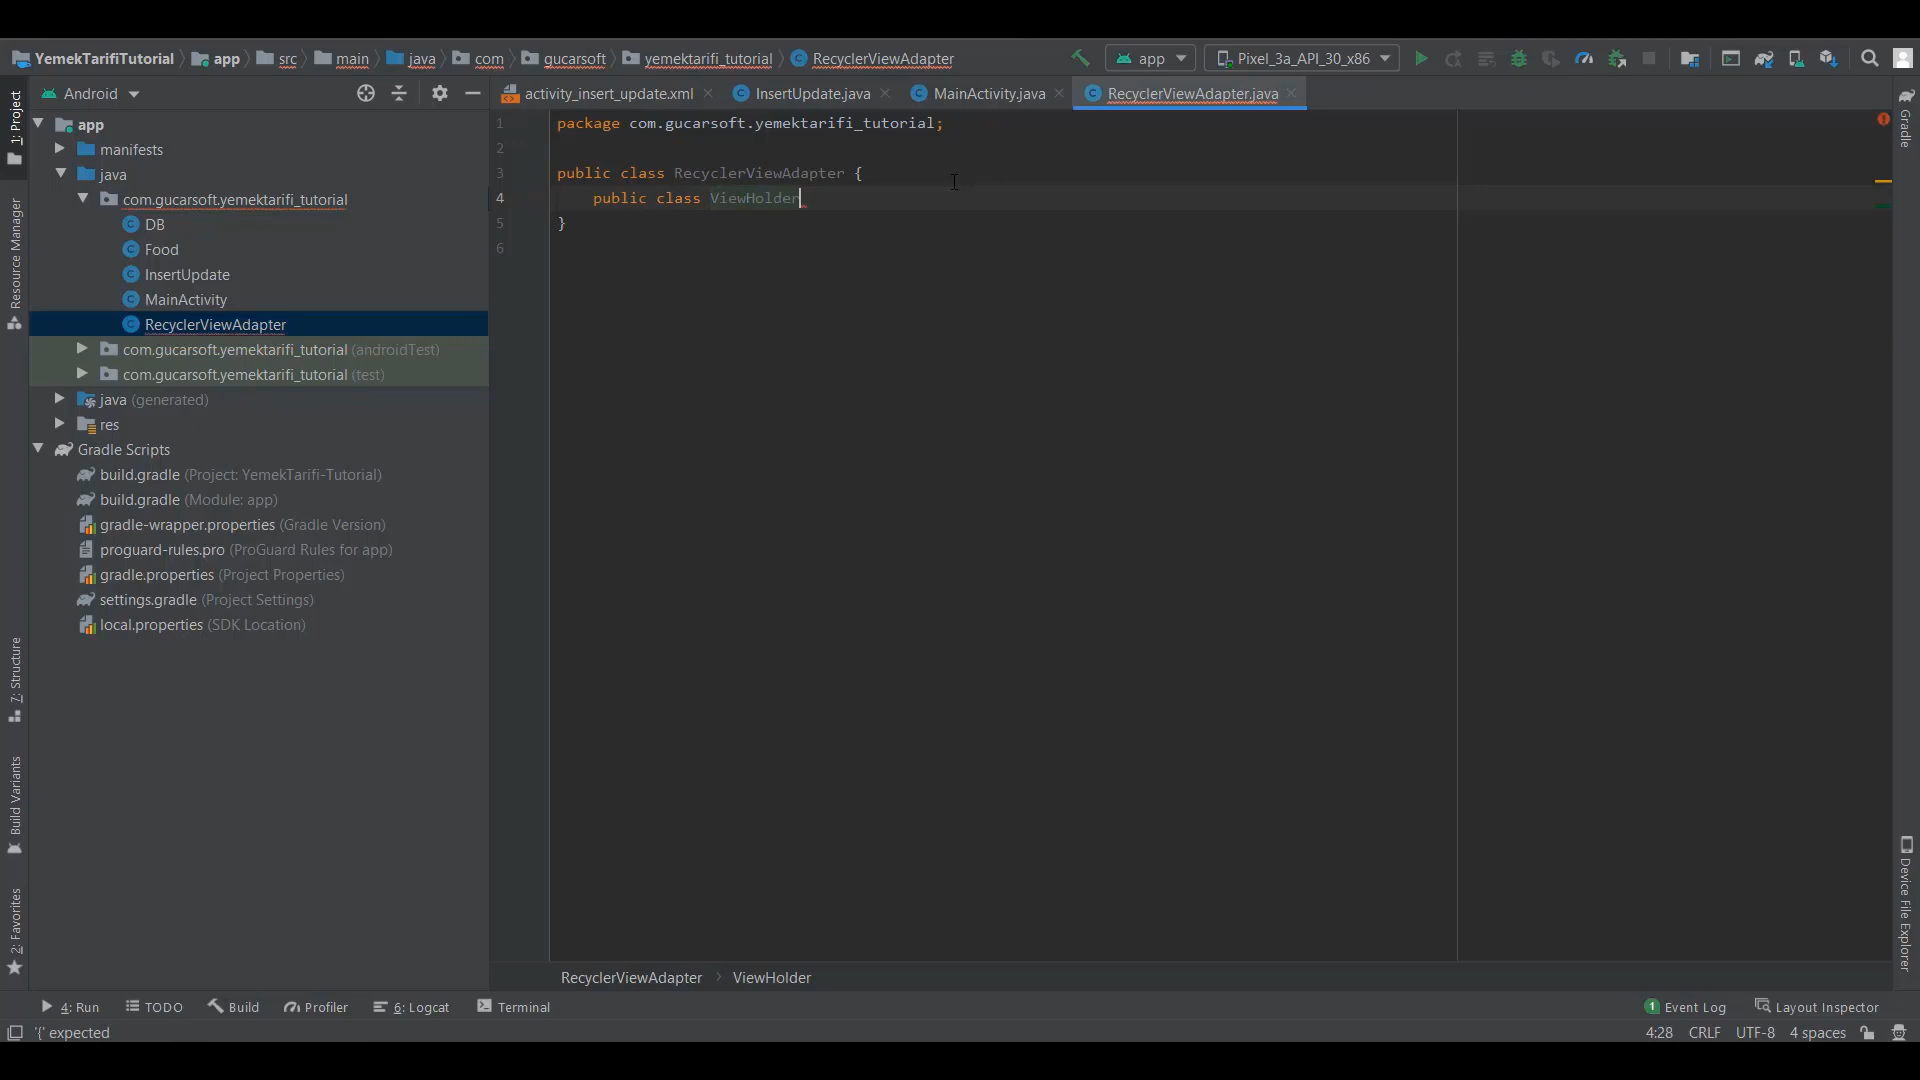 YemekTarifiTutorial app src main java com gucarsoft yemektarifi_tutorial RecyclerViewAdapter app Pixel_3a_API_30_x86
1: Project
Resource Manager
7: Structure
Build Variants
2: Favorites
Android
app
manifests
java
com.gucarsoft.yemektarifi_tutorial
DB
Food
InsertUpdate
MainActivity
RecyclerViewAdapter
com.gucarsoft.yemektarifi_tutorial (androidTest)
com.gucarsoft.yemektarifi_tutorial (test)
java (generated)
res
Gradle Scripts
build.gradle (Project: YemekTarifi-Tutorial)
build.gradle (Module: app)
gradle-wrapper.properties (Gradle Version)
proguard-rules.pro (ProGuard Rules for app)
gradle.properties (Project Properties)
settings.gradle (Project Settings)
local.properties (SDK Location)
activity_insert_update.xml InsertUpdate.java MainActivity.java RecyclerViewAdapter.java
1 package com.gucarsoft.yemektarifi_tutorial;
2
3 public class RecyclerViewAdapter {
4 public class ViewHolder
5 }
6
RecyclerViewAdapter ViewHolder
Gradle
Device File Explorer
4: Run TODO Build Profiler 6: Logcat Terminal 1 Event Log Layout Inspector
'{' expected 4:28 CRLF UTF-8 4 spaces